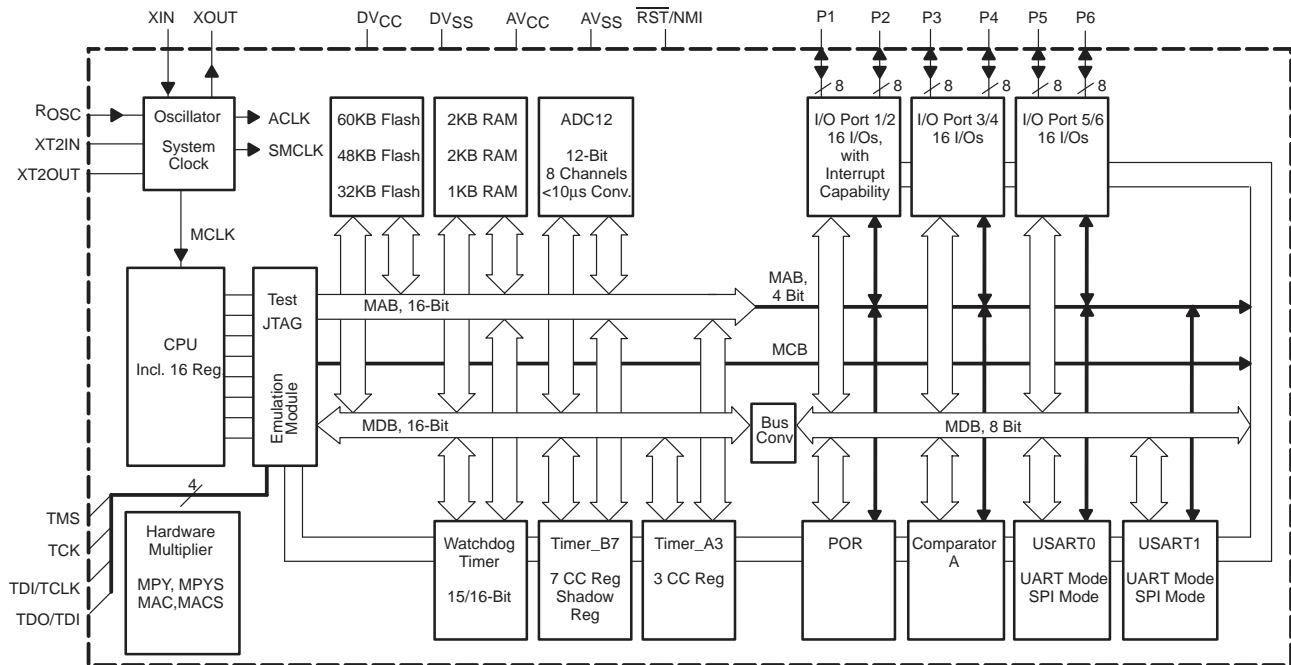 XIN XOUT DVCC DVSS AVCC AVSS RST/NMI P1 P2 P3 P4 P5 P6
8 8 8 8 8 8
ROSC
XT2IN
XT2OUT
Oscillator
System
Clock
ACLK
SMCLK
MCLK
60KB Flash
48KB Flash
32KB Flash
2KB RAM
2KB RAM
1KB RAM
ADC12
12-Bit
8 Channels
<10μs Conv.
I/O Port 1/2
16 I/Os,
with
Interrupt
Capability
I/O Port 3/4
16 I/Os
I/O Port 5/6
16 I/Os
CPU
Incl. 16 Reg.
Test
JTAG
Emulation
Module
MAB, 16-Bit
MAB,
4 Bit
MCB
MDB, 16-Bit
Bus
Conv
MDB, 8 Bit
4
TMS
TCK
TDI/TCLK
TDO/TDI
Hardware
Multiplier
MPY, MPYS
MAC,MACS
Watchdog
Timer
15/16-Bit
Timer_B7
7 CC Reg
Shadow
Reg
Timer_A3
3 CC Reg
POR
Comparator
A
USART0
UART Mode
SPI Mode
USART1
UART Mode
SPI Mode